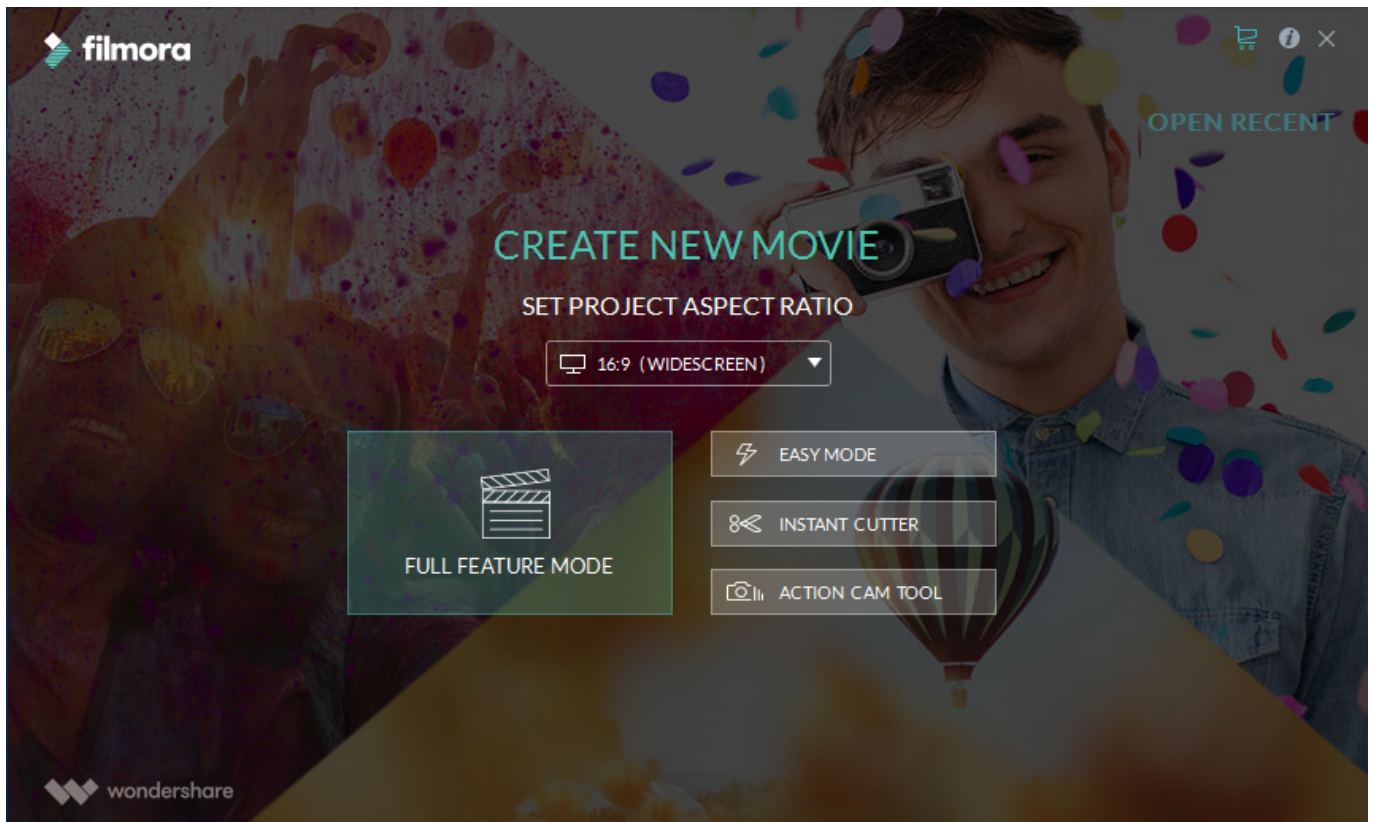 filmora
OPEN RECENT
CREATE NEW MOVIE
SET PROJECT ASPECT RATIO
16:9 (WIDESCREEN)
FULL FEATURE MODE
EASY MODE
INSTANT CUTTER
ACTION CAM TOOL
wondershare